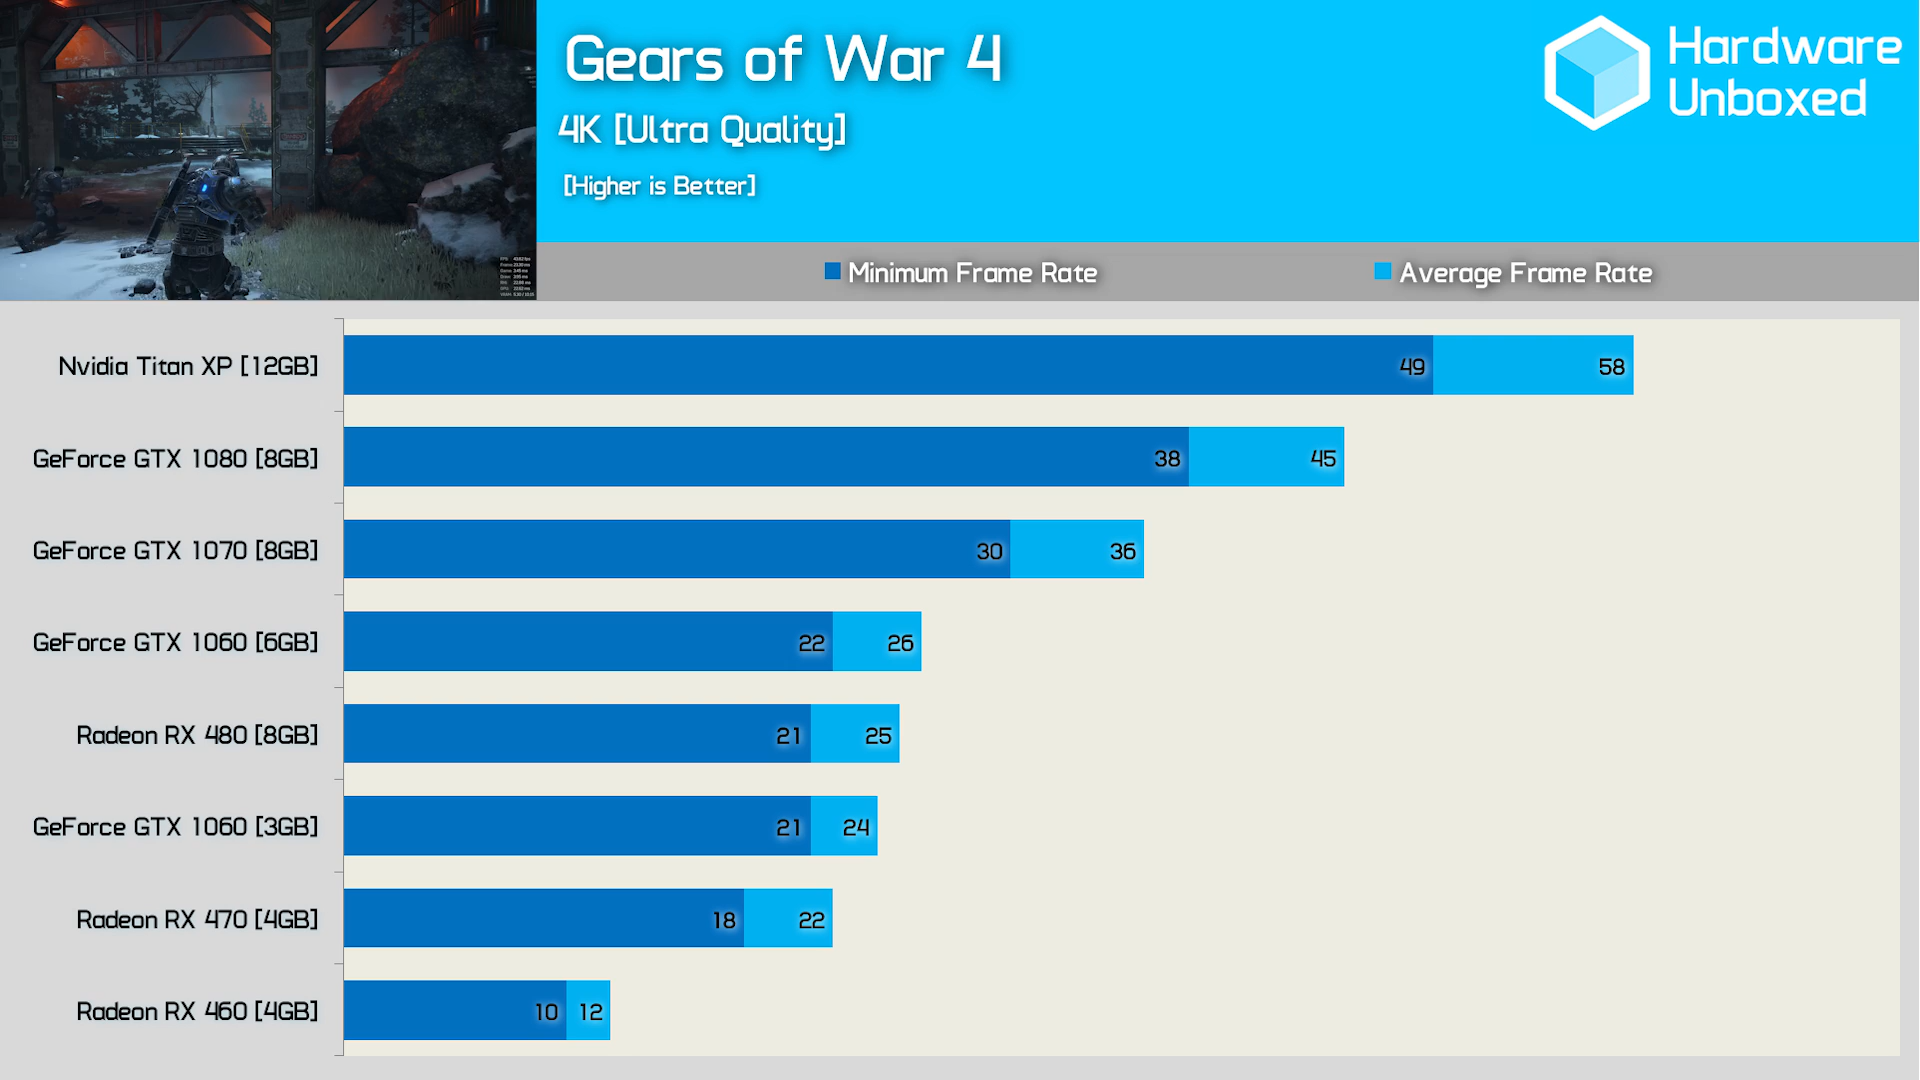 Gears of War 4
4K [Ultra Quality]
[Higher is Better]
Hardware
Unboxed
Minimum Frame Rate
Average Frame Rate
Nvidia Titan XP [12GB]
49
58
GeForce GTX 1080 [8GB]
38
45
GeForce GTX 1070 [8GB]
30
36
GeForce GTX 1060 [6GB]
22
26
Radeon RX 480 [8GB]
21
25
GeForce GTX 1060 [3GB]
21
24
Radeon RX 470 [4GB]
18
22
Radeon RX 460 [4GB]
10
12